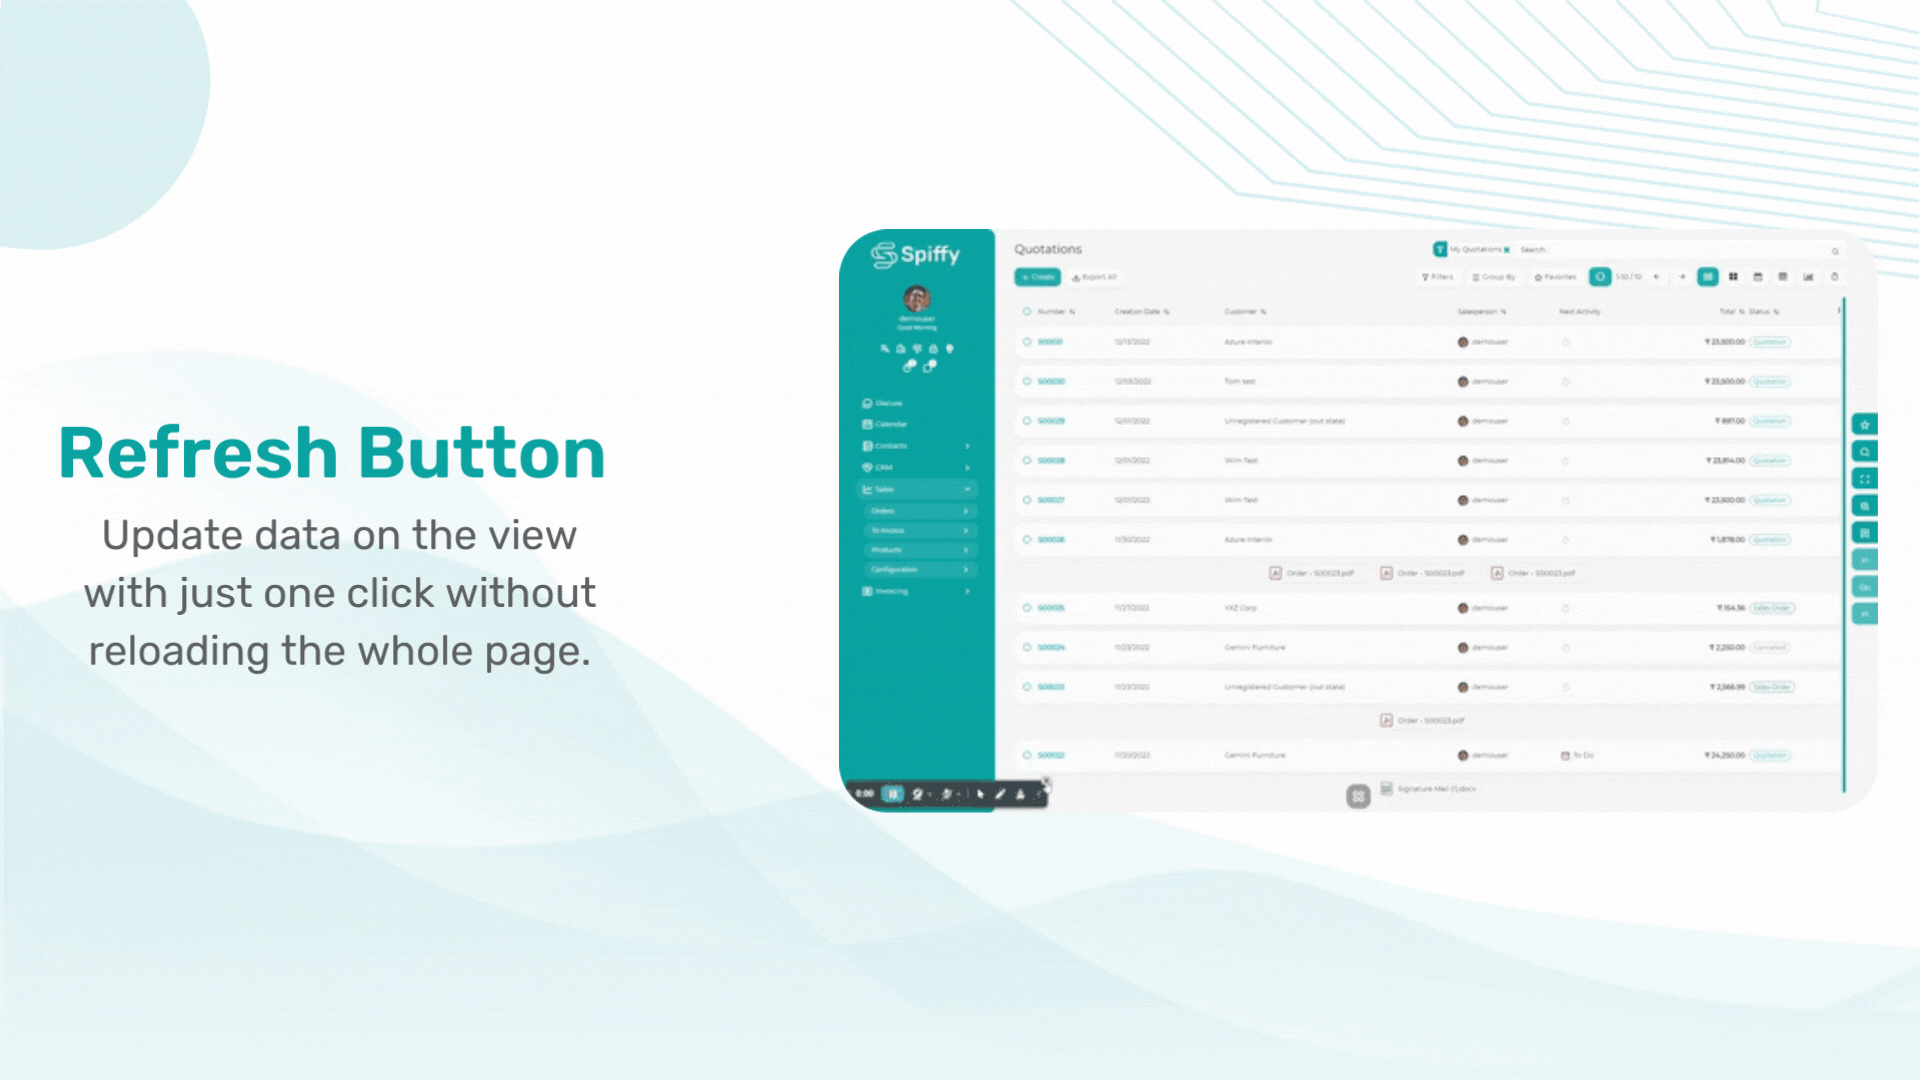 Refresh Button
Update data on the view
with just one click without
reloading the whole page.
Spiffy
demouser
Good Morning
Discuss
Calendar
Contacts
CRM
Sales
Orders
To Invoice
Products
Configuration
Invoicing
Quotations
My Quotations Search...
+ Create Export All
Filters Group By Favorites 1-10 / 10
Number Creation Date Customer Salesperson Next Activity Total Status
S00031 12/13/2022 Azure Interior demouser ₹ 23,500.00 Quotation
S00030 12/03/2022 Tom test demouser ₹ 23,500.00 Quotation
S00029 12/01/2022 Unregistered Customer (out state) demouser ₹ 897.00 Quotation
S00028 12/01/2022 Wim Test demouser ₹ 23,814.00 Quotation
S00027 12/01/2022 Wim Test demouser ₹ 23,500.00 Quotation
S00026 11/30/2022 Azure Interior demouser ₹ 1,878.00 Quotation
Order - S00023.pdf Order - S00023.pdf Order - S00023.pdf
S00025 11/27/2022 XYZ Corp demouser ₹ 154.36 Sales Order
S00024 11/23/2022 Gemini Furniture demouser ₹ 2,250.00 Cancelled
S00023 11/23/2022 Unregistered Customer (out state) demouser ₹ 2,566.99 Sales Order
Order - S00023.pdf
S00022 11/20/2022 Gemini Furniture demouser To Do ₹ 24,250.00 Quotation
0:00
Signature Mail (1).docx